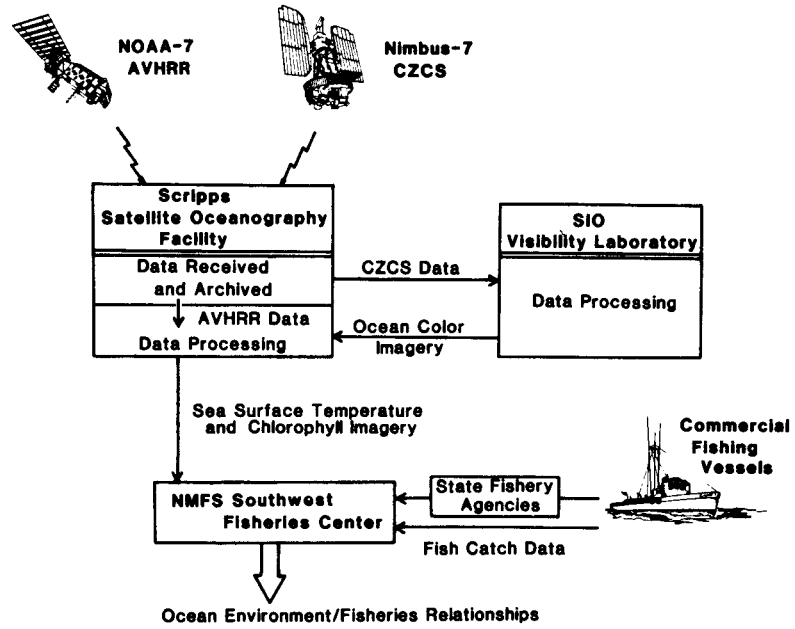 NOAA-7
AVHRR
Nimbus-7
CZCS
Scripps
Satellite Oceanography
Facility
Data Received
and Archived
AVHRR Data
Data Processing
CZCS Data
Ocean Color
Imagery
SIO
Visibility Laboratory
Data Processing
Sea Surface Temperature
and Chlorophyll Imagery
Commercial
Fishing
Vessels
State Fishery
Agencies
NMFS Southwest
Fisheries Center
Fish Catch Data
Ocean Environment/Fisheries Relationships